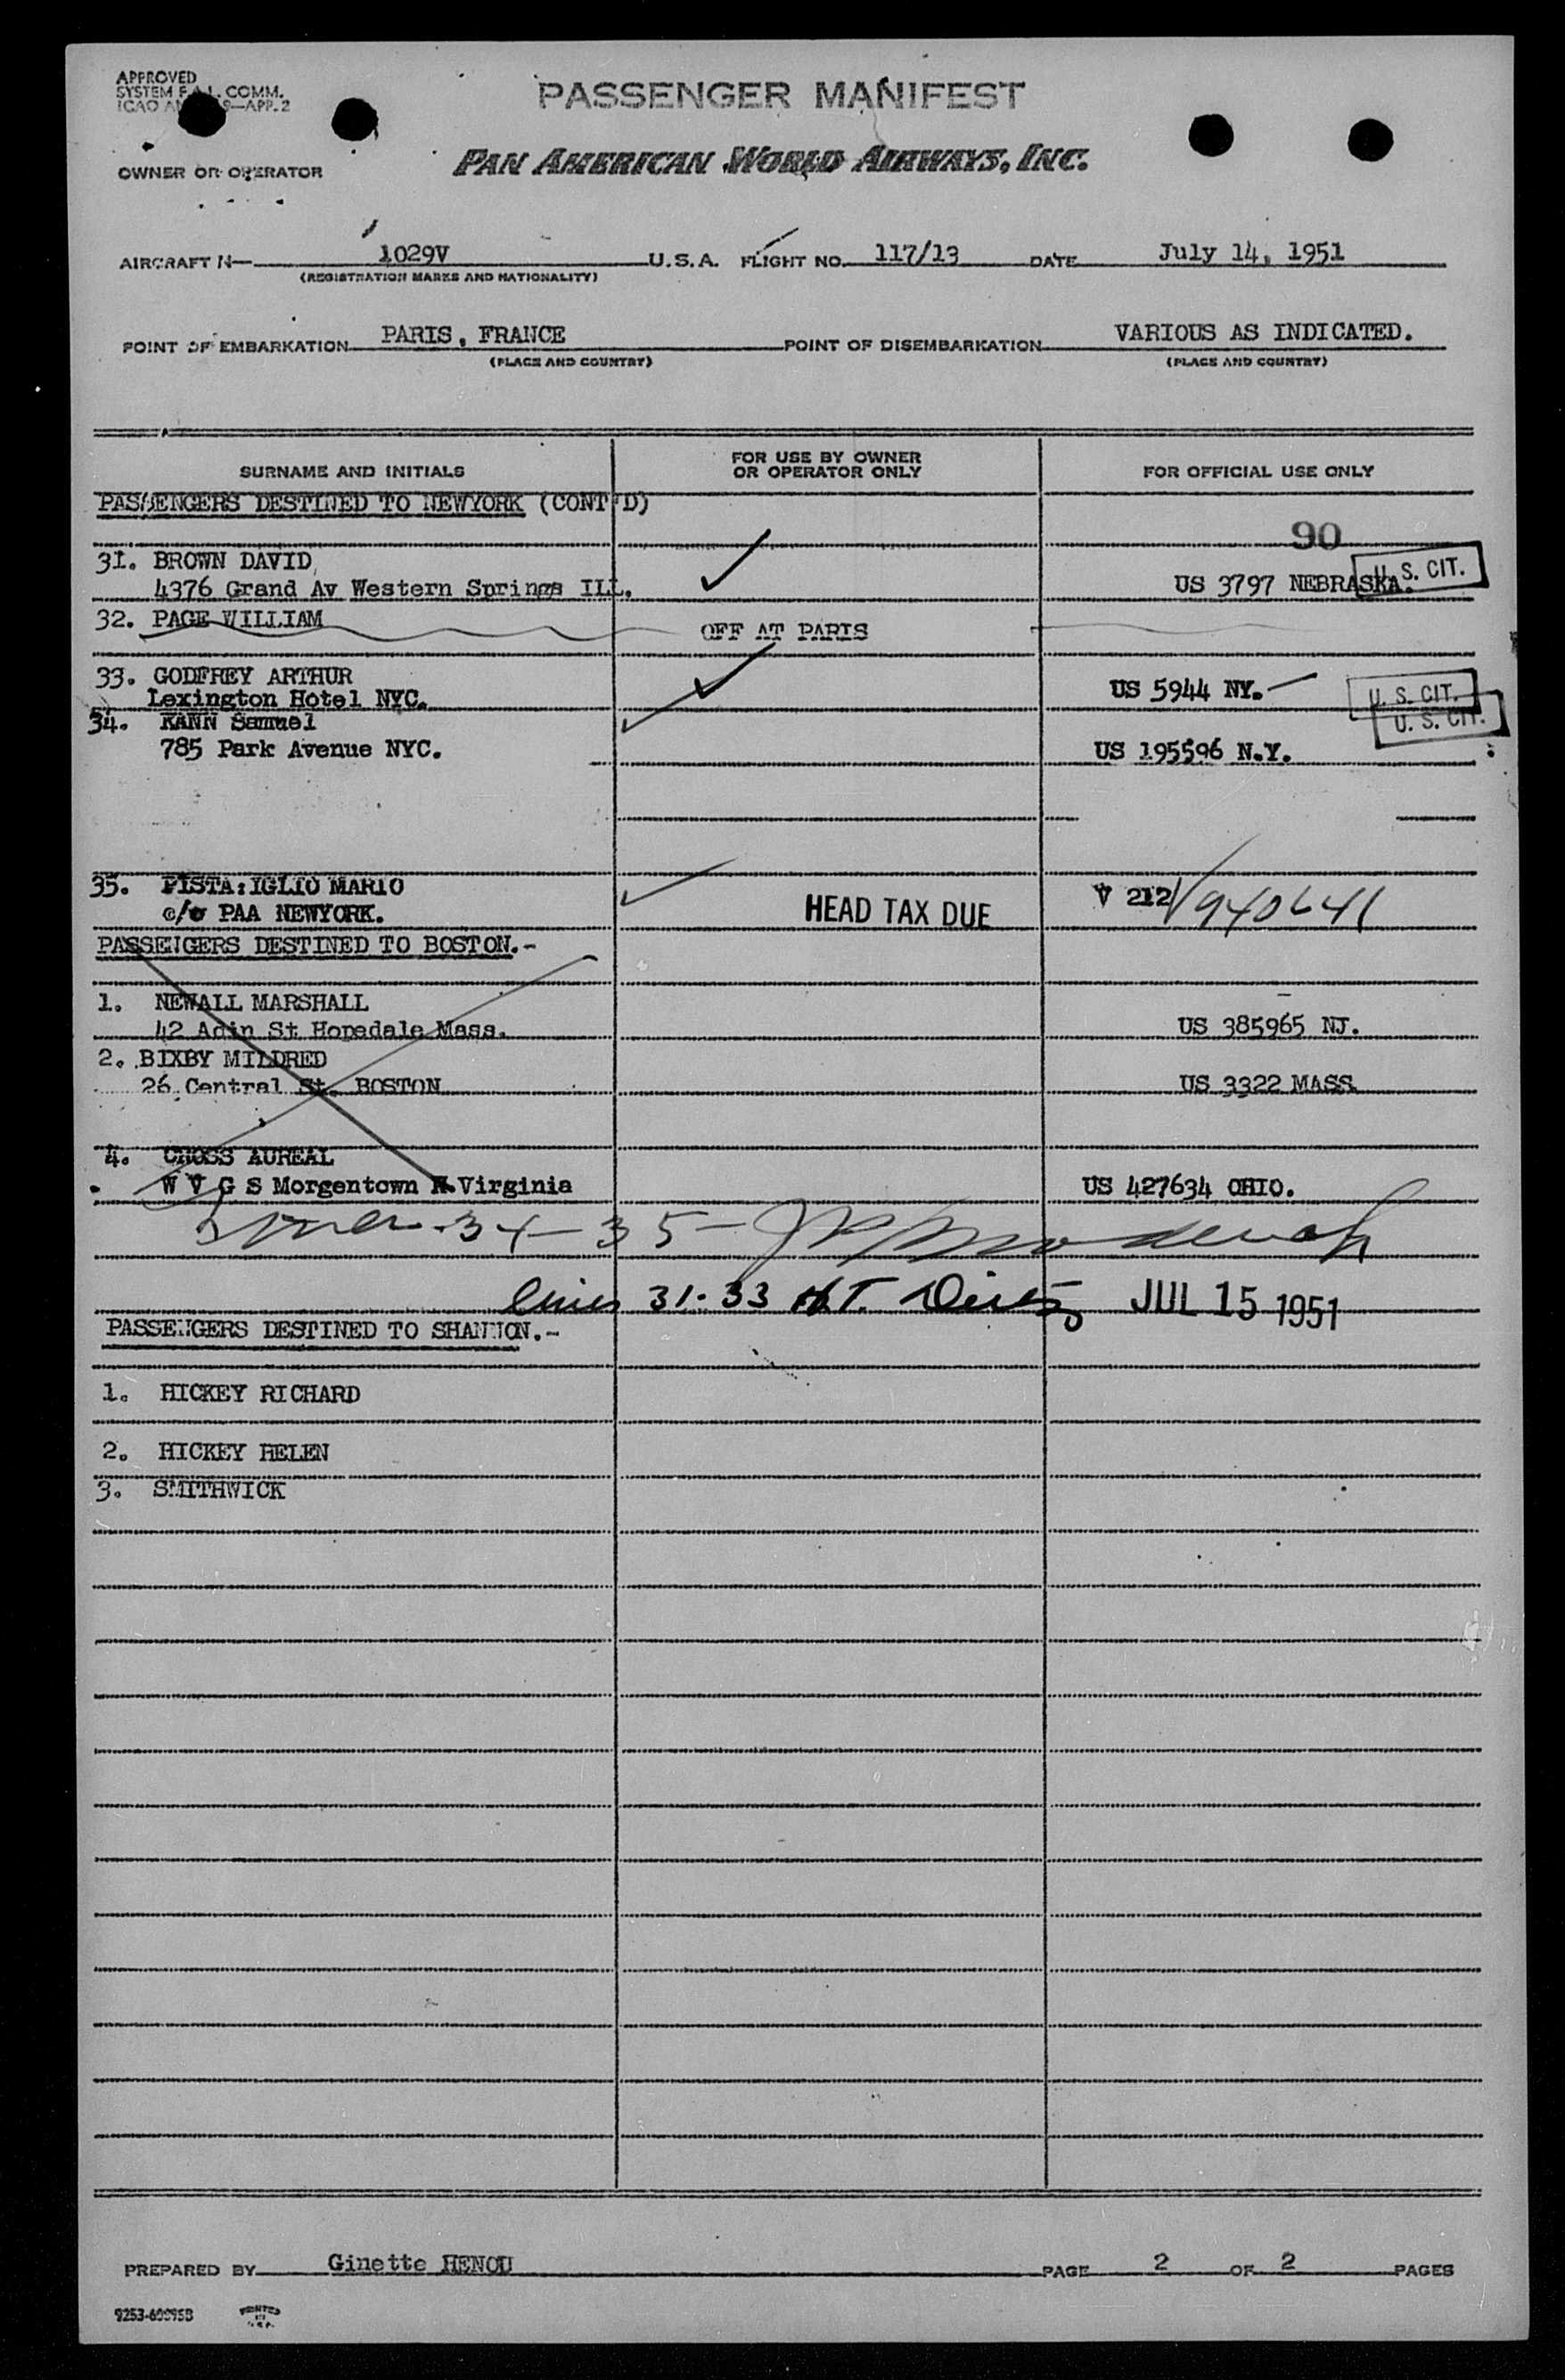 APPROVED
SYSTEM F.A.L. COMM.
ICAO 9—APP. 2
PASSENGER MANIFEST
OWNER OR OPERATOR
PAN AMERICAN WORLD AIRWAYS, INC.
AIRCRAFT N— 1029V U.S.A. FLIGHT NO. 117/13 DATE July 14, 1951
(REGISTRATION MARKS AND NATIONALITY)
POINT OF EMBARKATION PARIS, FRANCE POINT OF DISEMBARKATION VARIOUS AS INDICATED.
(PLACE AND COUNTRY) (PLACE AND COUNTRY)
SURNAME AND INITIALS FOR USE BY OWNER OR OPERATOR ONLY FOR OFFICIAL USE ONLY
PASSENGERS DESTINED TO NEWYORK (CONT'D)
90
31. BROWN DAVID
4376 Grand Av Western Springs ILL. US 3797 NEBRASKA. U. S. CIT.
32. PAGE WILLIAM OFF AT PARIS
33. GODFREY ARTHUR
Lexington Hotel NYC. US 5944 NY. U. S. CIT.
34. KANN Samuel U. S. CIT.
785 Park Avenue NYC. US 195596 N.Y.
35. PISTA:IGLIO MARIO
c/o PAA NEWYORK. HEAD TAX DUE V 212/940641
PASSENGERS DESTINED TO BOSTON.-
1. NEWALL MARSHALL
42 Adin St Hopedale Mass. US 385965 NJ.
2. BIXBY MILDRED
26 Central St. BOSTON US 3322 MASS
4. CROSS AUREAL
W V G S Morgentown W.Virginia US 427634 OHIO.
34-35-
lines 31-33 JUL 15 1951
PASSENGERS DESTINED TO SHANNON.-
1. HICKEY RICHARD
2. HICKEY HELEN
3. SMITHWICK
PREPARED BY Ginette HENOU PAGE 2 OF 2 PAGES
PRINTED
IN
U.S.A.